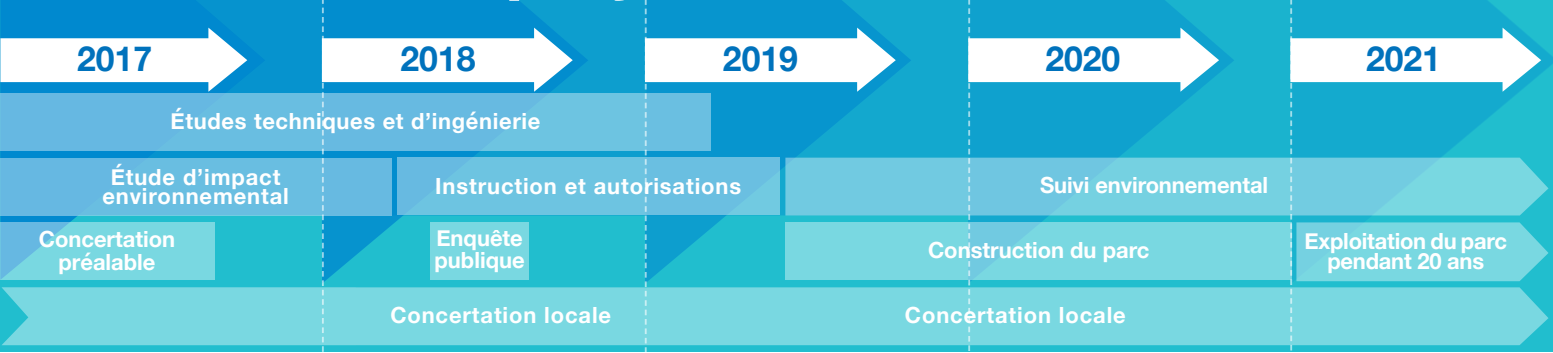 2017
2018
2019
2020
2021
Études techniques et d'ingénierie
Étude d'impact
environnemental
Instruction et autorisations
Suivi environnemental
Concertation
préalable
Enquête
publique
Construction du parc
Exploitation du parc
pendant 20 ans
Concertation locale
Concertation locale